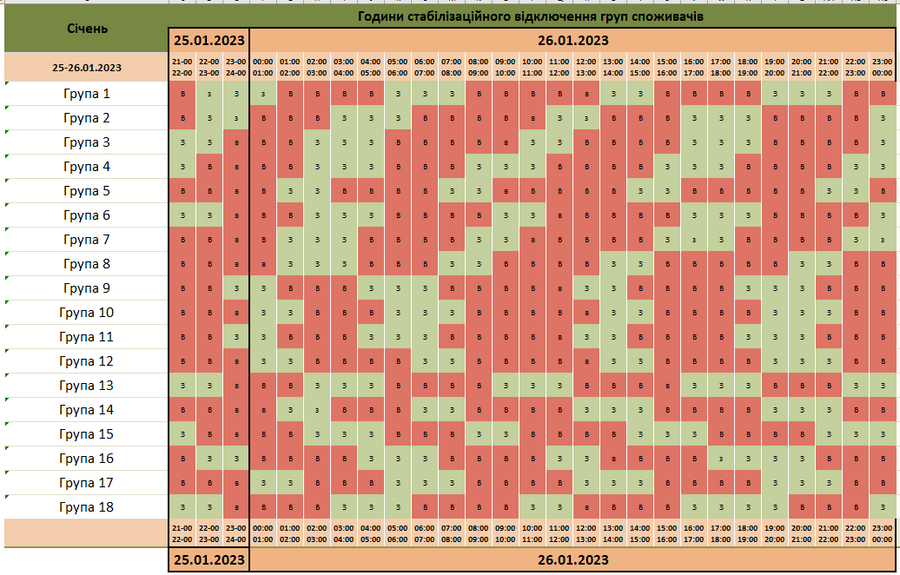 Січень
Години стабілізаційного відключення груп споживачів
25.01.2023 26.01.2023
25-26.01.2023
21-00 22-00 23-00 00:00 01:00 02:00 03:00 04:00 05:00 06:00 07:00 08:00 09:00 10:00 11:00 12:00 13:00 14:00 15:00 16:00 17:00 18:00 19:00 20:00 21:00 22:00 23:00
22-00 23-00 24-00 01:00 02:00 03:00 04:00 05:00 06:00 07:00 08:00 09:00 10:00 11:00 12:00 13:00 14:00 15:00 16:00 17:00 18:00 19:00 20:00 21:00 22:00 23:00 00:00
Група 1 В З З З В В В В З З З В В В В В З З В В В В З З З В В
Група 2 В З З В В В З З З В В В В В З З В В В З З З В В В В З
Група 3 З З В В В З З З В В В В В З З В В В З З З В В В В В З
Група 4 З В В В В З З З В В В З З З В В В В З З З В В В В З З
Група 5 В В В В З З В В В В З З В В В В В З З В В В В В З З В
Група 6 З З В В В З З З В В В В З З В В В В З З З В В В В В З
Група 7 В В В В З З З В В В В З З В В В В В З З З В В В В З З
Група 8 В В В В З З З В В В З З В В В В З З В В В В В З З В В
Група 9 В В З З В В В З З З В В В В В З З В В В В З З З В В В
Група 10 В В В З З В В В З З З В В В В В З З В В В В З З З В В
Група 11 В В З З В В В З З З В В В В В З З В В В В З З З В В В
Група 12 В В В З З В В В В З З В В В В В З З В В В В З З З В В
Група 13 З З В В В З З З В В В В З З З В В В В З З З В В В З З
Група 14 В В В В З З В В В З З В В В В З З З В В В В З З З В В
Група 15 З В В В В З З З В В В З З В В В В З З З В В В В З З З
Група 16 В З З В В В В З З З В В В В З З В В В В З З З З В В В
Група 17 В В В З З В В В З З В В В В В В З З В В В В З З З В В
Група 18 З З В В В В З З З В В В В З З В В В З З З З З В В В З
21-00 22-00 23-00 00:00 01:00 02:00 03:00 04:00 05:00 06:00 07:00 08:00 09:00 10:00 11:00 12:00 13:00 14:00 15:00 16:00 17:00 18:00 19:00 20:00 21:00 22:00 23:00
22-00 23-00 24-00 01:00 02:00 03:00 04:00 05:00 06:00 07:00 08:00 09:00 10:00 11:00 12:00 13:00 14:00 15:00 16:00 17:00 18:00 19:00 20:00 21:00 22:00 23:00 00:00
25.01.2023 26.01.2023